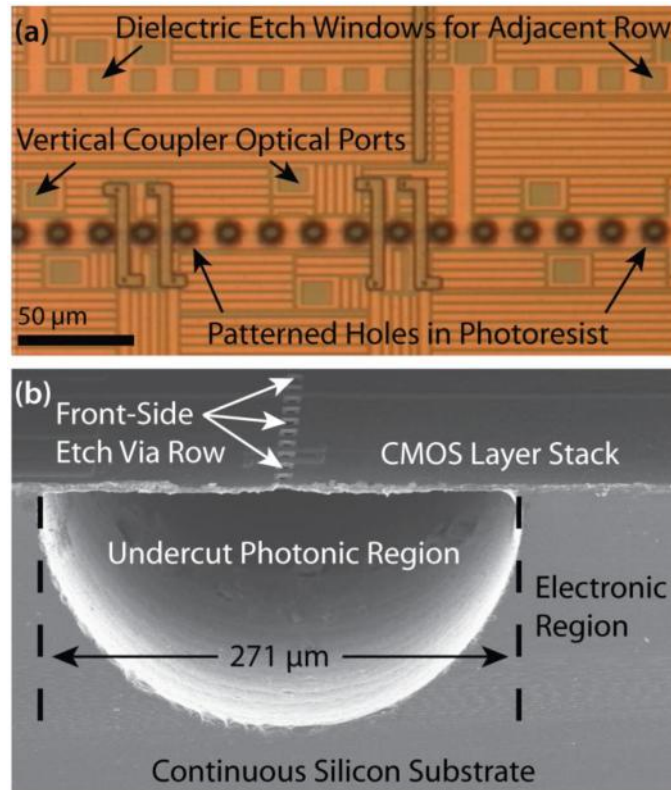 (a)
Dielectric Etch Windows for Adjacent Row
Vertical Coupler Optical Ports
50 μm
Patterned Holes in Photoresist
(b)
Front-Side
Etch Via Row
CMOS Layer Stack
Undercut Photonic Region
Electronic
Region
271 μm
Continuous Silicon Substrate